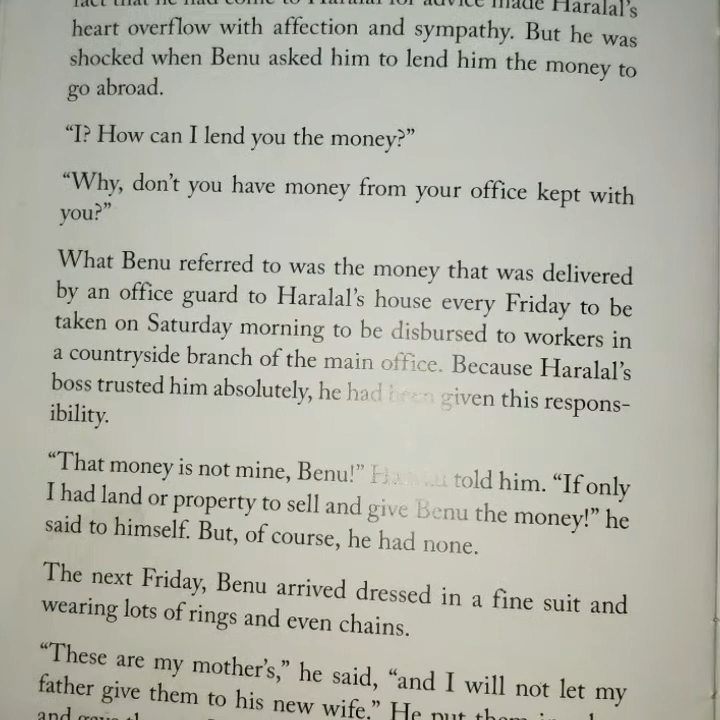 fact that he had come to Haralal for advice made Haralal's
heart overflow with affection and sympathy. But he was
shocked when Benu asked him to lend him the money to
go abroad.
“I? How can I lend you the money?”
“Why, don't you have money from your office kept with
you?”
What Benu referred to was the money that was delivered
by an office guard to Haralal's house every Friday to be
taken on Saturday morning to be disbursed to workers in
a countryside branch of the main office. Because Haralal's
boss trusted him absolutely, he had been given this respons-
ibility.
“That money is not mine, Benu!” told him. “If only
I had land or property to sell and give Benu the money!” he
said to himself. But, of course, he had none.
The next Friday, Benu arrived dressed in a fine suit and
wearing lots of rings and even chains.
“These are my mother's,” he said, “and I will not let my
father give them to his new wife.” He put them
and gave